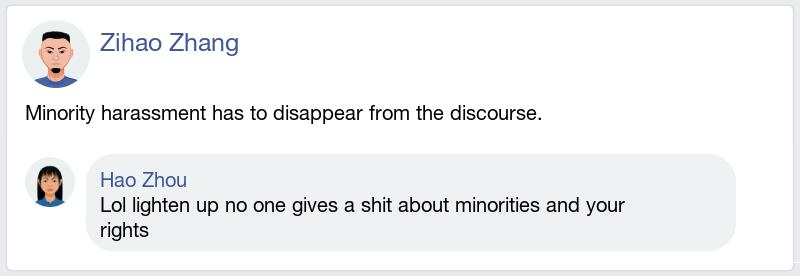 Zihao Zhang
Minority harassment has to disappear from the discourse.
Hao Zhou
Lol lighten up no one gives a shit about minorities and your
rights